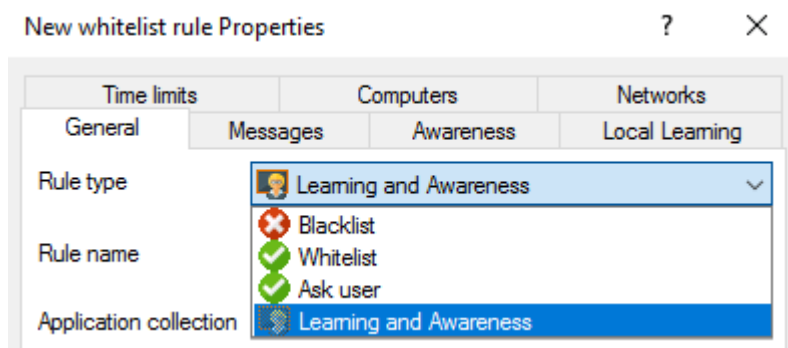 New whitelist rule Properties ? ×
Time limits Computers Networks
General Messages Awareness Local Learning
Rule type Learning and Awareness
Blacklist
Rule name Whitelist
Ask user
Application collection Learning and Awareness